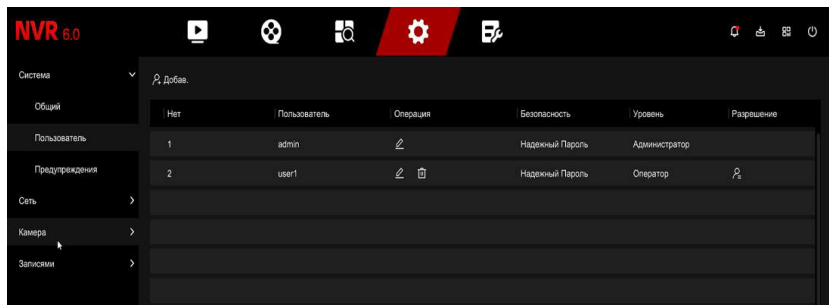 NVR 6.0
Система
Добав.
Общий
Нет Пользователь Операция Безопасность Уровень Разрешение
Пользователь
1 admin Надежный Пароль Администратор
Предупреждения
2 user1 Надежный Пароль Оператор
Сеть
Камера
Записями